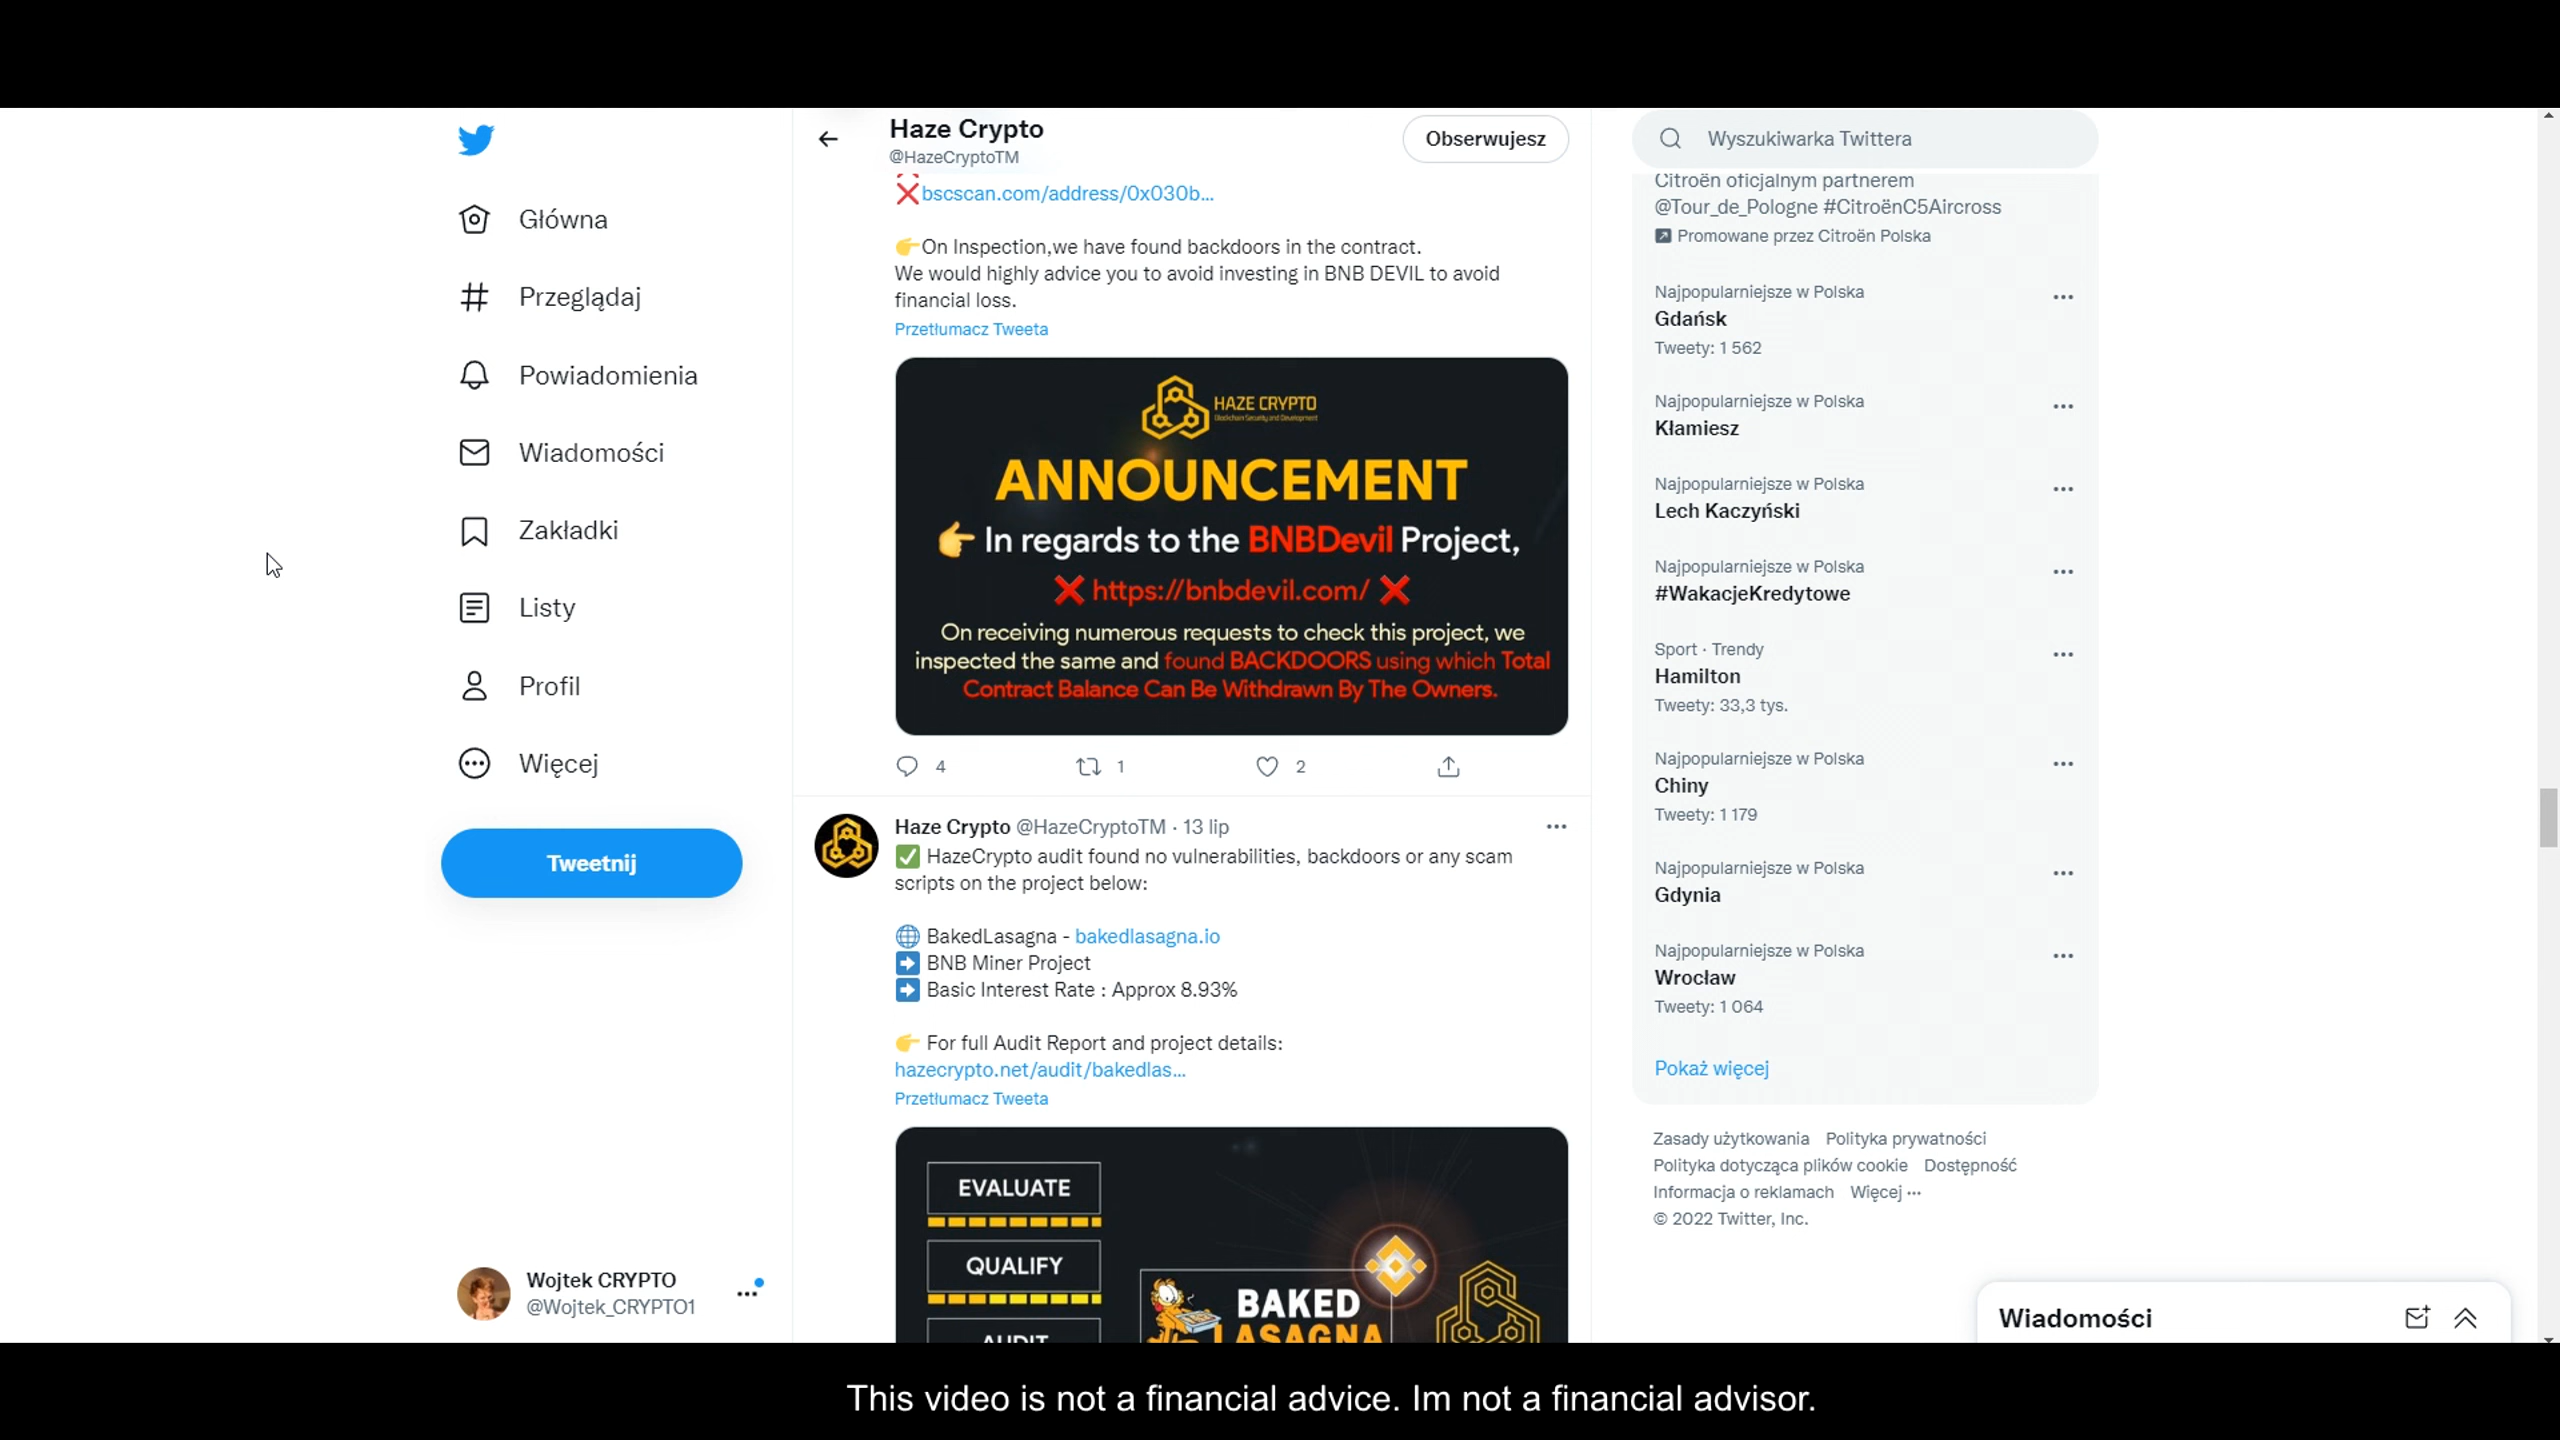 Główna
Przeglądaj
Powiadomienia
Wiadomości
Zakładki
Listy
Profil
Więcej
Tweetnij
Wojtek CRYPTO
@Wojtek_CRYPTO1
Haze Crypto
@HazeCryptoTM
Obserwujesz
❌bscscan.com/address/0x030b...
👉On Inspection,we have found backdoors in the contract.
We would highly advice you to avoid investing in BNB DEVIL to avoid
financial loss.
Przetłumacz Tweeta
HAZE CRYPTO
Blockchain Security and Development
ANNOUNCEMENT
👉 In regards to the BNBDevil Project,
❌ https://bnbdevil.com/ ❌
On receiving numerous requests to check this project, we
inspected the same and found BACKDOORS using which Total
Contract Balance Can Be Withdrawn By The Owners.
4 1 2
Haze Crypto @HazeCryptoTM · 13 lip
✅ HazeCrypto audit found no vulnerabilities, backdoors or any scam
scripts on the project below:
🌐 BakedLasagna - bakedlasagna.io
➡ BNB Miner Project
➡ Basic Interest Rate : Approx 8.93%
👉 For full Audit Report and project details:
hazecrypto.net/audit/bakedlas...
Przetłumacz Tweeta
EVALUATE
QUALIFY
AUDIT
BAKED
LASAGNA
Wyszukiwarka Twittera
Citroën oficjalnym partnerem
@Tour_de_Pologne #CitroënC5Aircross
Promowane przez Citroën Polska
Najpopularniejsze w Polska
Gdańsk
Tweety: 1 562
Najpopularniejsze w Polska
Kłamiesz
Najpopularniejsze w Polska
Lech Kaczyński
Najpopularniejsze w Polska
#WakacjeKredytowe
Sport · Trendy
Hamilton
Tweety: 33,3 tys.
Najpopularniejsze w Polska
Chiny
Tweety: 1 179
Najpopularniejsze w Polska
Gdynia
Najpopularniejsze w Polska
Wrocław
Tweety: 1 064
Pokaż więcej
Zasady użytkowania Polityka prywatności
Polityka dotycząca plików cookie Dostępność
Informacja o reklamach Więcej ···
© 2022 Twitter, Inc.
Wiadomości
This video is not a financial advice. Im not a financial advisor.